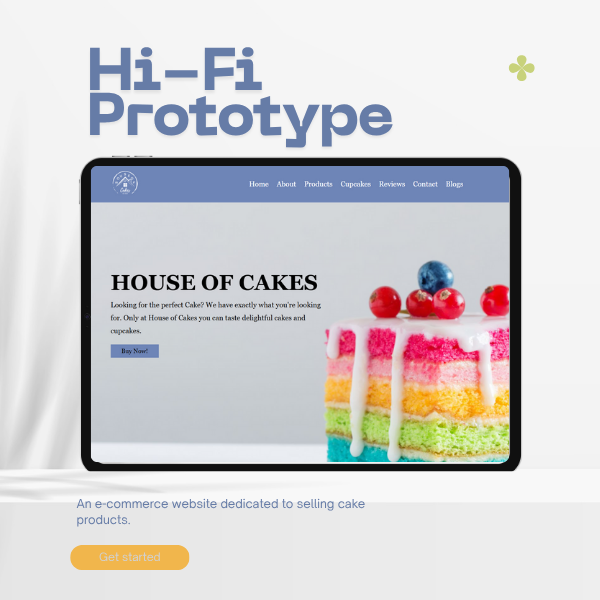 Hi-Fi
Prototype
Cake
Home About Products Cupcakes Reviews Contact Blogs
HOUSE OF CAKES
Looking for the perfect Cake? We have exactly what you're looking
for. Only at House of Cakes you can taste delightful cakes and
cupcakes.
Buy Now!
An e-commerce website dedicated to selling cake
products.
Get started